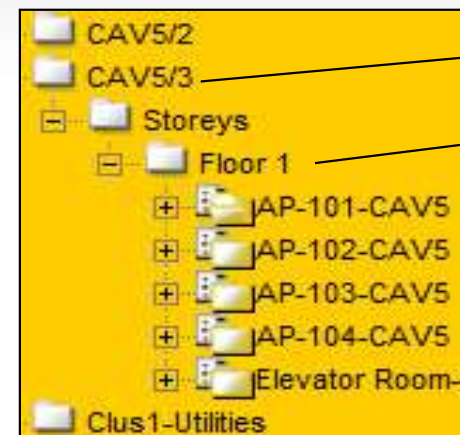 CAV5/2
CAV5/3
Storeys
Floor 1
AP-101-CAV5
AP-102-CAV5
AP-103-CAV5
AP-104-CAV5
Elevator Room-
Clus1-Utilities